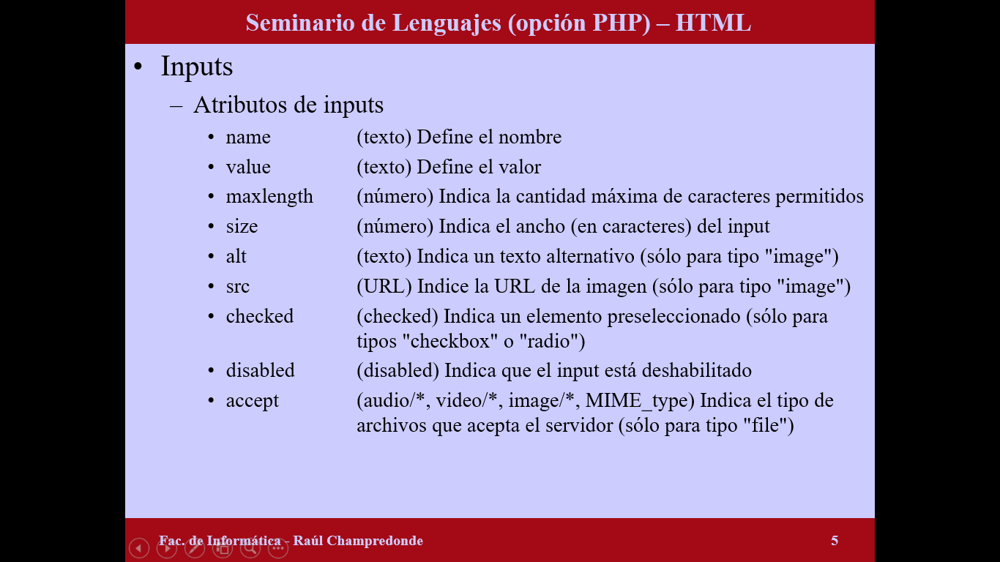 Seminario de Lenguajes (opción PHP) – HTML
• Inputs
– Atributos de inputs
• name (texto) Define el nombre
• value (texto) Define el valor
• maxlength (número) Indica la cantidad máxima de caracteres permitidos
• size (número) Indica el ancho (en caracteres) del input
• alt (texto) Indica un texto alternativo (sólo para tipo "image")
• src (URL) Indice la URL de la imagen (sólo para tipo "image")
• checked (checked) Indica un elemento preseleccionado (sólo para
tipos "checkbox" o "radio")
• disabled (disabled) Indica que el input está deshabilitado
• accept (audio/*, video/*, image/*, MIME_type) Indica el tipo de
archivos que acepta el servidor (sólo para tipo "file")
Fac. de Informática - Raúl Champredonde 5